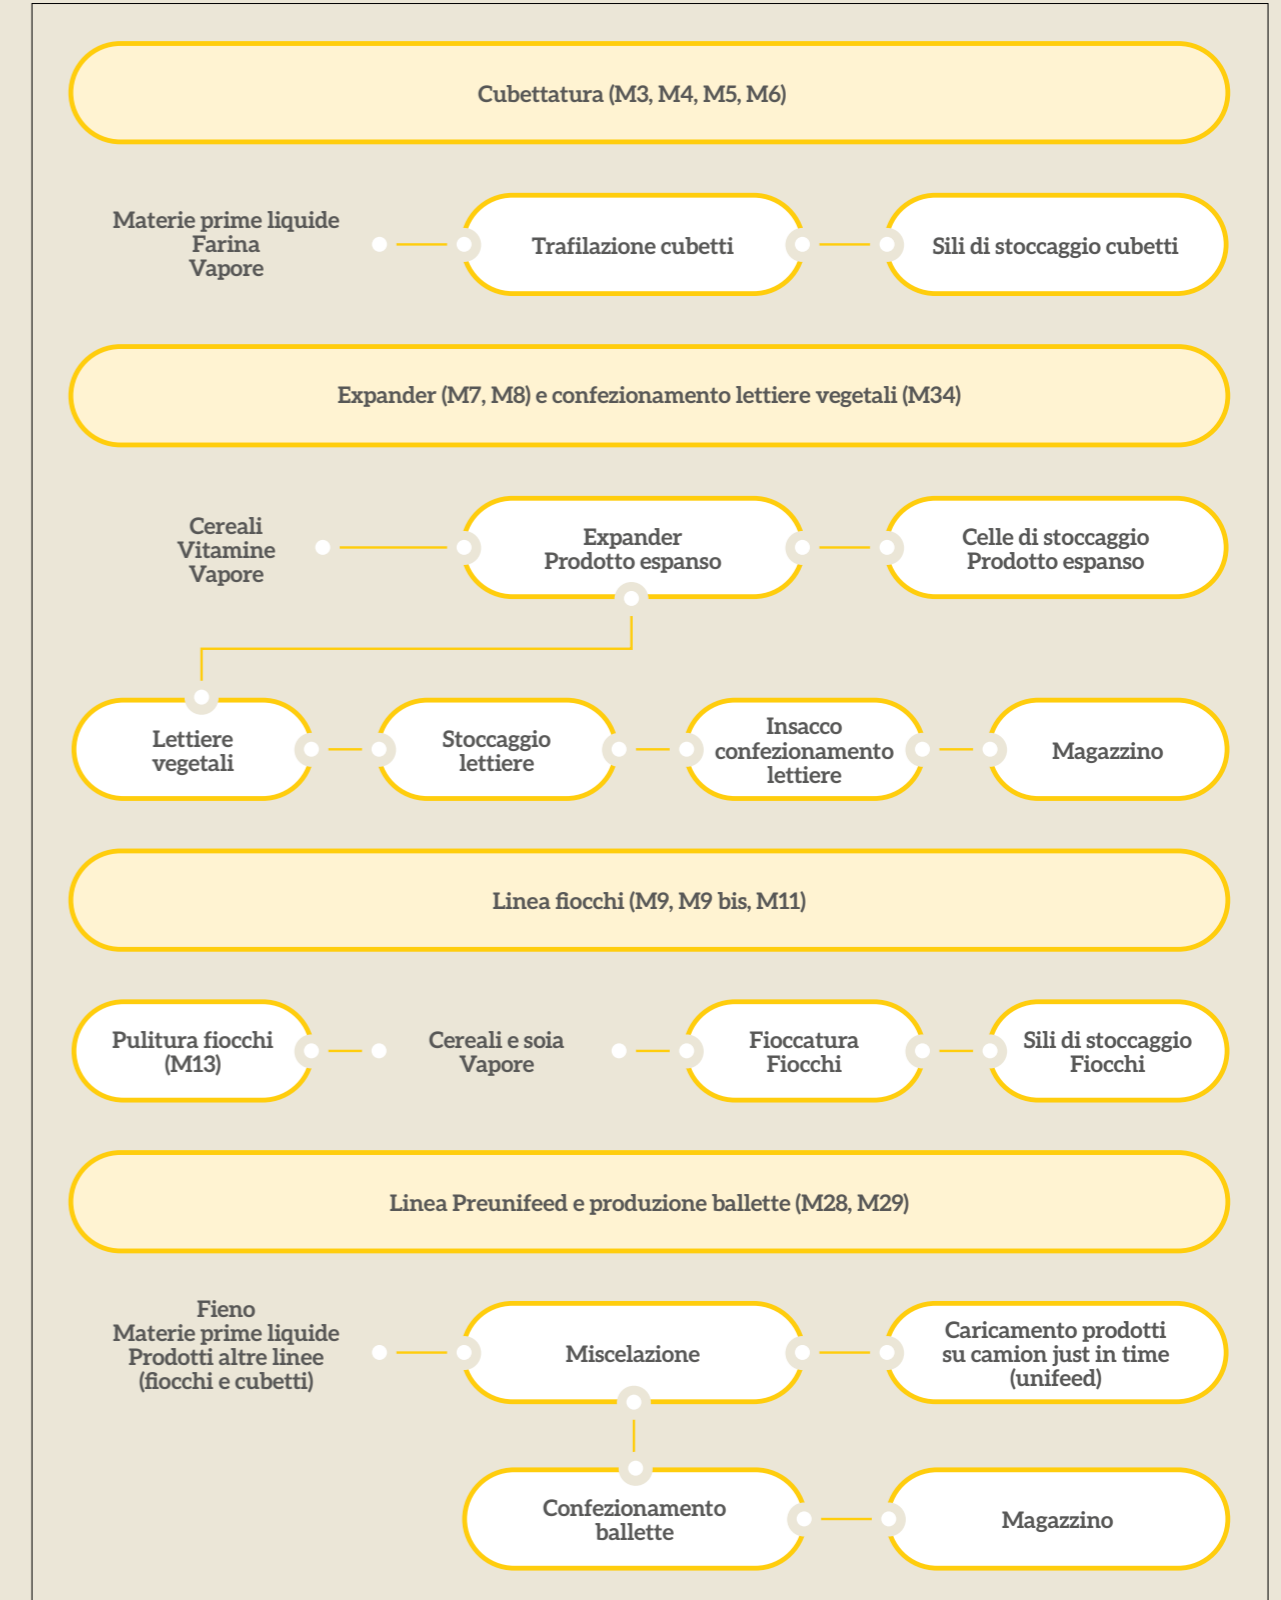 Cubettatura (M3, M4, M5, M6)
Materie prime liquide
Farina
Vapore
Trafilazione cubetti
Sili di stoccaggio cubetti
Expander (M7, M8) e confezionamento lettiere vegetali (M34)
Cereali
Vitamine
Vapore
Expander
Prodotto espanso
Celle di stoccaggio
Prodotto espanso
Lettiere
vegetali
Stoccaggio
lettiere
Insacco
confezionamento
lettiere
Magazzino
Linea fiocchi (M9, M9 bis, M11)
Pulitura fiocchi
(M13)
Cereali e soia
Vapore
Fioccatura
Fiocchi
Sili di stoccaggio
Fiocchi
Linea Preunifeed e produzione ballette (M28, M29)
Fieno
Materie prime liquide
Prodotti altre linee
(fiocchi e cubetti)
Miscelazione
Caricamento prodotti
su camion just in time
(unifeed)
Confezionamento
ballette
Magazzino